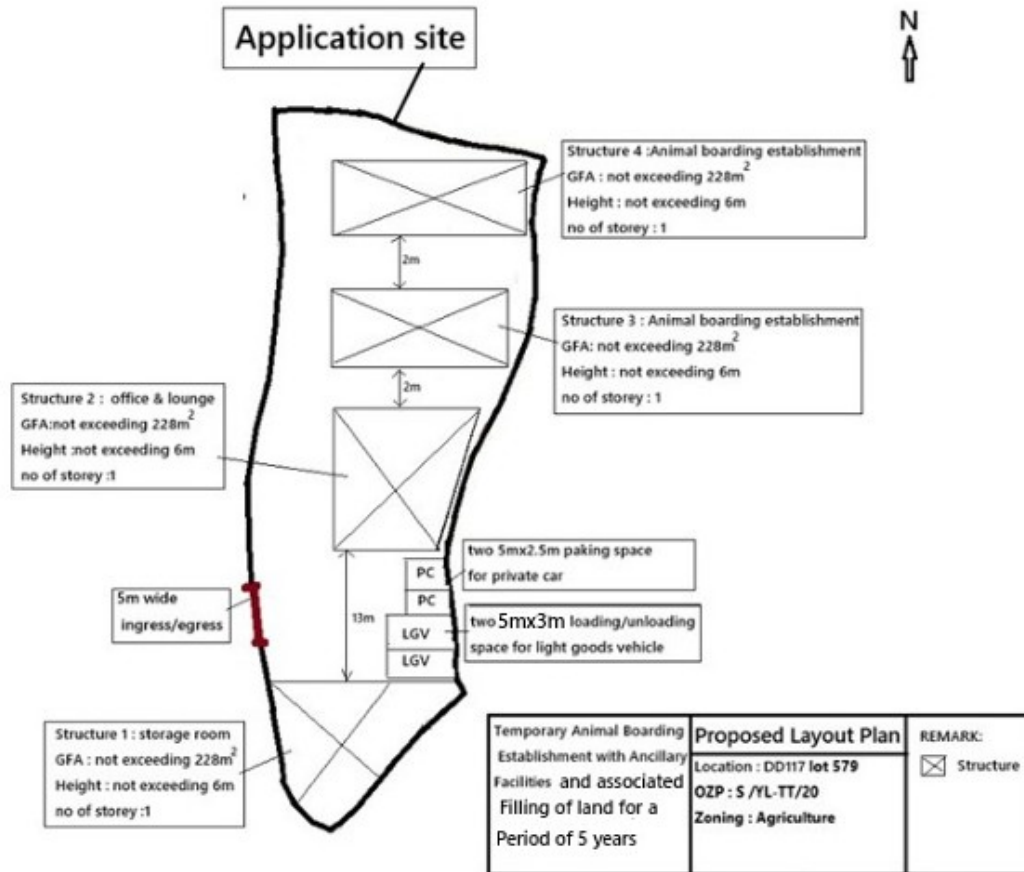 Application site
N
Structure 4 :Animal boarding establishment
GFA : not exceeding 228m²
Height : not exceeding 6m
no of storey : 1
2m
Structure 3 : Animal boarding establishment
GFA: not exceeding 228m²
Height : not exceeding 6m
no of storey : 1
2m
Structure 2 : office & lounge
GFA:not exceeding 228m²
Height :not exceeding 6m
no of storey :1
two 5mx2.5m paking space
for private car
PC
PC
5m wide
ingress/egress
13m
two 5mx3m loading/unloading
space for light goods vehicle
LGV
LGV
Structure 1 : storage room
GFA : not exceeding 228m²
Height : not exceeding 6m
no of storey :1
Temporary Animal Boarding
Establishment with Ancillary
Facilities and associated
Filling of land for a
Period of 5 years
Proposed Layout Plan
Location : DD117 lot 579
OZP : S /YL-TT/20
Zoning : Agriculture
REMARK:
Structure